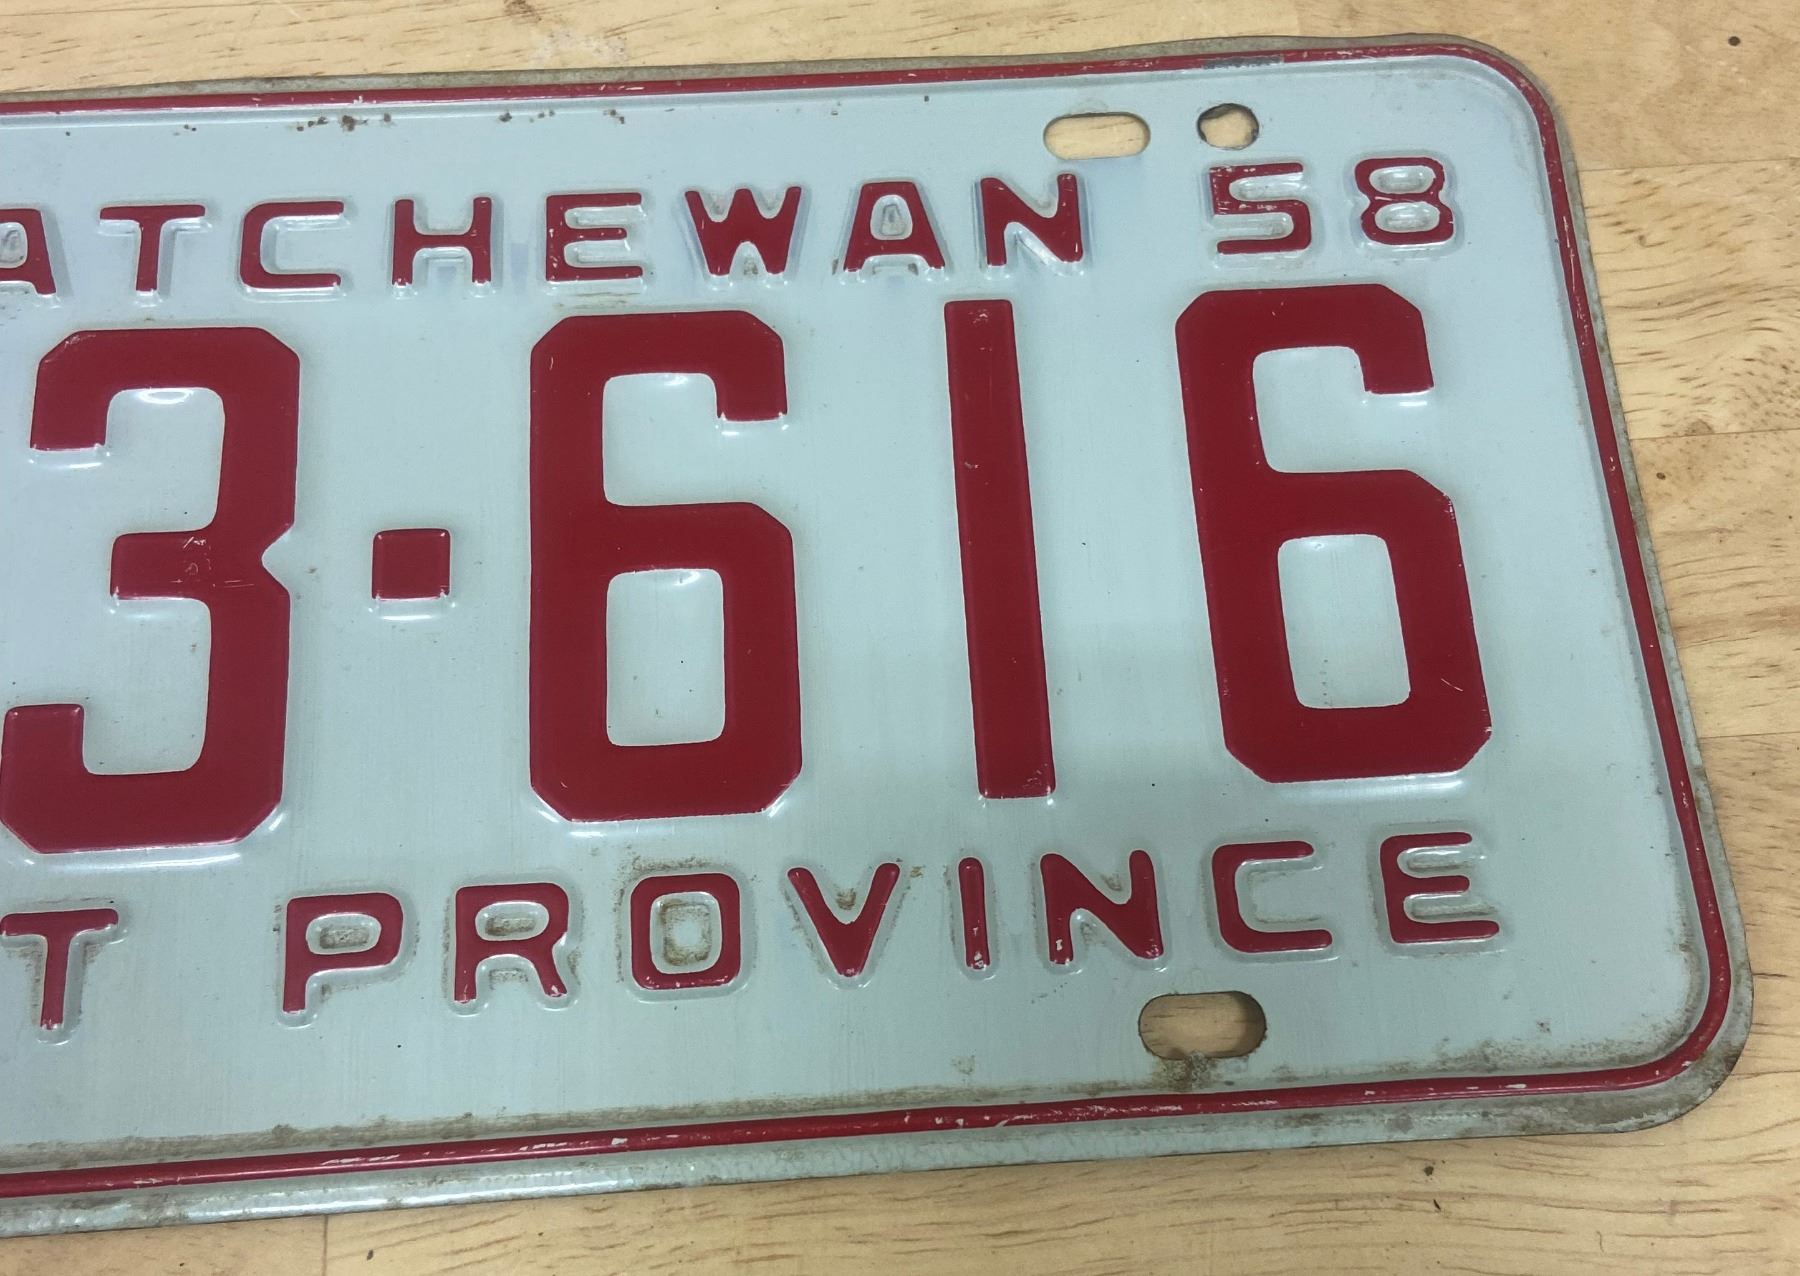 ATCHEWAN 58
3·616
T PROVINCE